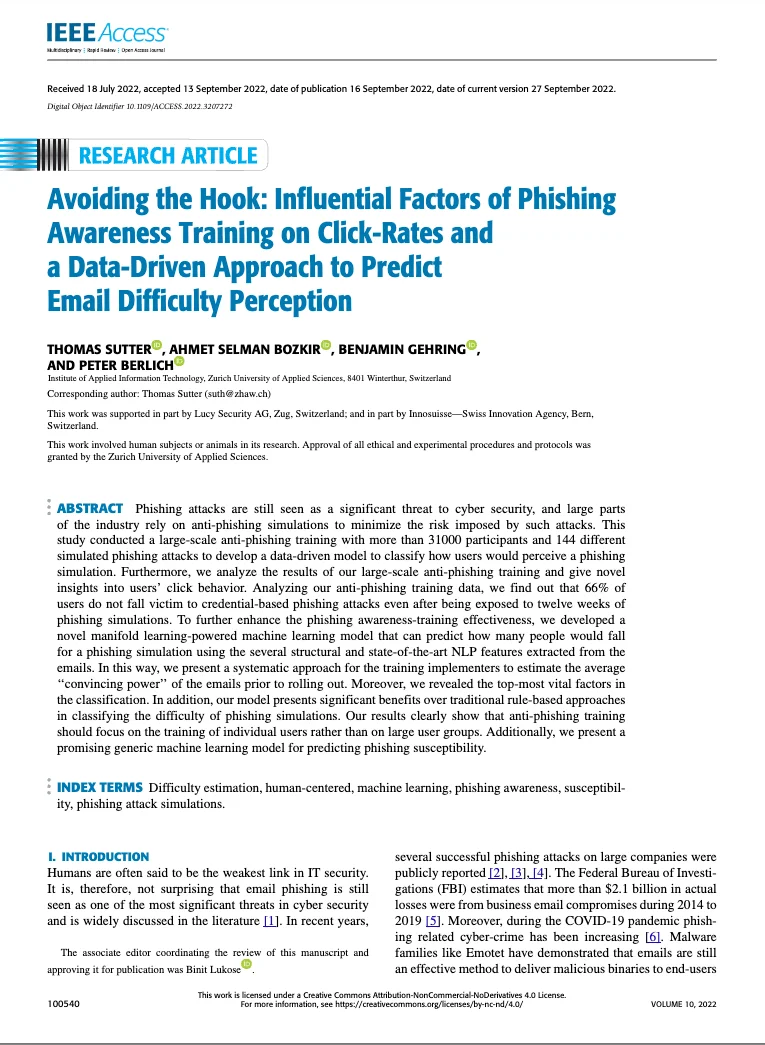 IEEE Access
Multidisciplinary | Rapid Review | Open Access Journal
Received 18 July 2022, accepted 13 September 2022, date of publication 16 September 2022, date of current version 27 September 2022.
Digital Object Identifier 10.1109/ACCESS.2022.3207272
RESEARCH ARTICLE
Avoiding the Hook: Influential Factors of Phishing
Awareness Training on Click-Rates and
a Data-Driven Approach to Predict
Email Difficulty Perception
THOMAS SUTTER iD, AHMET SELMAN BOZKIR iD, BENJAMIN GEHRING iD,
AND PETER BERLICH iD
Institute of Applied Information Technology, Zurich University of Applied Sciences, 8401 Winterthur, Switzerland
Corresponding author: Thomas Sutter (suth@zhaw.ch)
This work was supported in part by Lucy Security AG, Zug, Switzerland; and in part by Innosuisse—Swiss Innovation Agency, Bern,
Switzerland.
This work involved human subjects or animals in its research. Approval of all ethical and experimental procedures and protocols was
granted by the Zurich University of Applied Sciences.
ABSTRACT Phishing attacks are still seen as a significant threat to cyber security, and large parts
of the industry rely on anti-phishing simulations to minimize the risk imposed by such attacks. This
study conducted a large-scale anti-phishing training with more than 31000 participants and 144 different
simulated phishing attacks to develop a data-driven model to classify how users would perceive a phishing
simulation. Furthermore, we analyze the results of our large-scale anti-phishing training and give novel
insights into users' click behavior. Analyzing our anti-phishing training data, we find out that 66% of
users do not fall victim to credential-based phishing attacks even after being exposed to twelve weeks of
phishing simulations. To further enhance the phishing awareness-training effectiveness, we developed a
novel manifold learning-powered machine learning model that can predict how many people would fall
for a phishing simulation using the several structural and state-of-the-art NLP features extracted from the
emails. In this way, we present a systematic approach for the training implementers to estimate the average
‘‘convincing power’’ of the emails prior to rolling out. Moreover, we revealed the top-most vital factors in
the classification. In addition, our model presents significant benefits over traditional rule-based approaches
in classifying the difficulty of phishing simulations. Our results clearly show that anti-phishing training
should focus on the training of individual users rather than on large user groups. Additionally, we present a
promising generic machine learning model for predicting phishing susceptibility.
INDEX TERMS Difficulty estimation, human-centered, machine learning, phishing awareness, susceptibil-
ity, phishing attack simulations.
I. INTRODUCTION
Humans are often said to be the weakest link in IT security.
It is, therefore, not surprising that email phishing is still
seen as one of the most significant threats in cyber security
and is widely discussed in the literature [1]. In recent years,
The associate editor coordinating the review of this manuscript and
approving it for publication was Binit Lukose iD.
several successful phishing attacks on large companies were
publicly reported [2], [3], [4]. The Federal Bureau of Investi-
gations (FBI) estimates that more than $2.1 billion in actual
losses were from business email compromises during 2014 to
2019 [5]. Moreover, during the COVID-19 pandemic phish-
ing related cyber-crime has been increasing [6]. Malware
families like Emotet have demonstrated that emails are still
an effective method to deliver malicious binaries to end-users
This work is licensed under a Creative Commons Attribution-NonCommercial-NoDerivatives 4.0 License.
For more information, see https://creativecommons.org/licenses/by-nc-nd/4.0/
100540
VOLUME 10, 2022